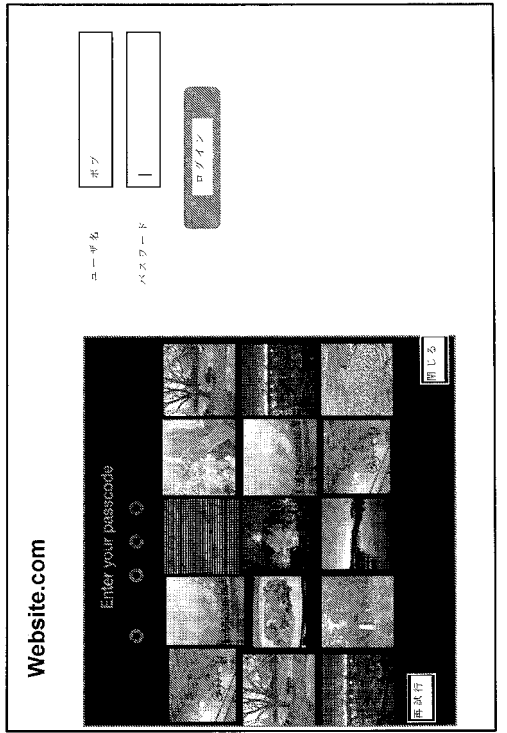 Website.com
Enter your passcode
再試行
閉じる
ユーザ名
ボブ
パスワード
ログイン